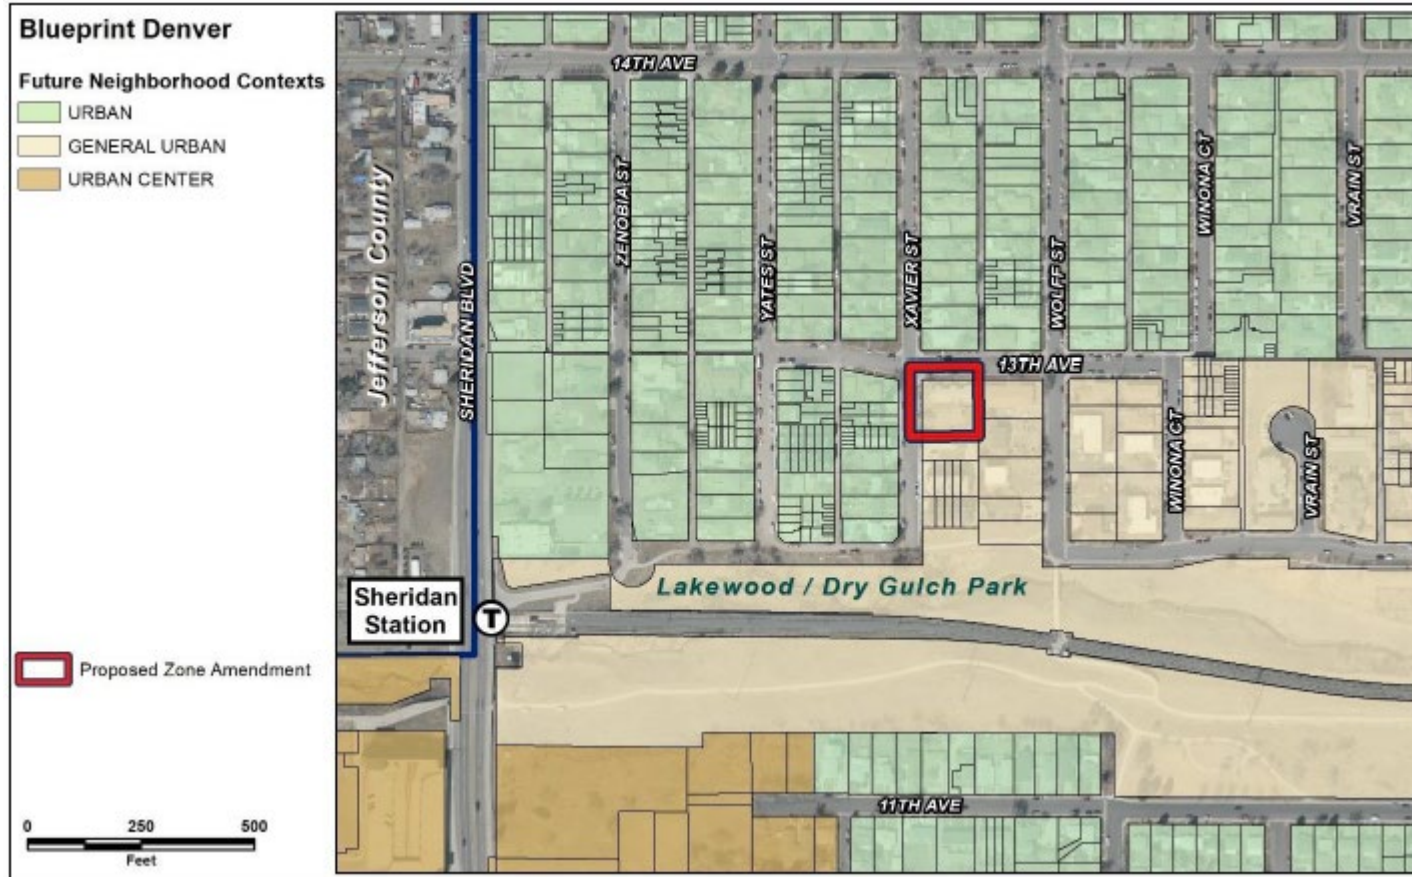 Blueprint Denver
Future Neighborhood Contexts
URBAN
GENERAL URBAN
URBAN CENTER
Proposed Zone Amendment
0 250 500
Feet
14TH AVE
Jefferson County
SHERIDAN BLVD
ZENOBIA ST
YATES ST
XAVIER ST
WOLFF ST
WINONA CT
VRAIN ST
13TH AVE
WINONA CT
VRAIN ST
Lakewood / Dry Gulch Park
Sheridan
Station
T
11TH AVE